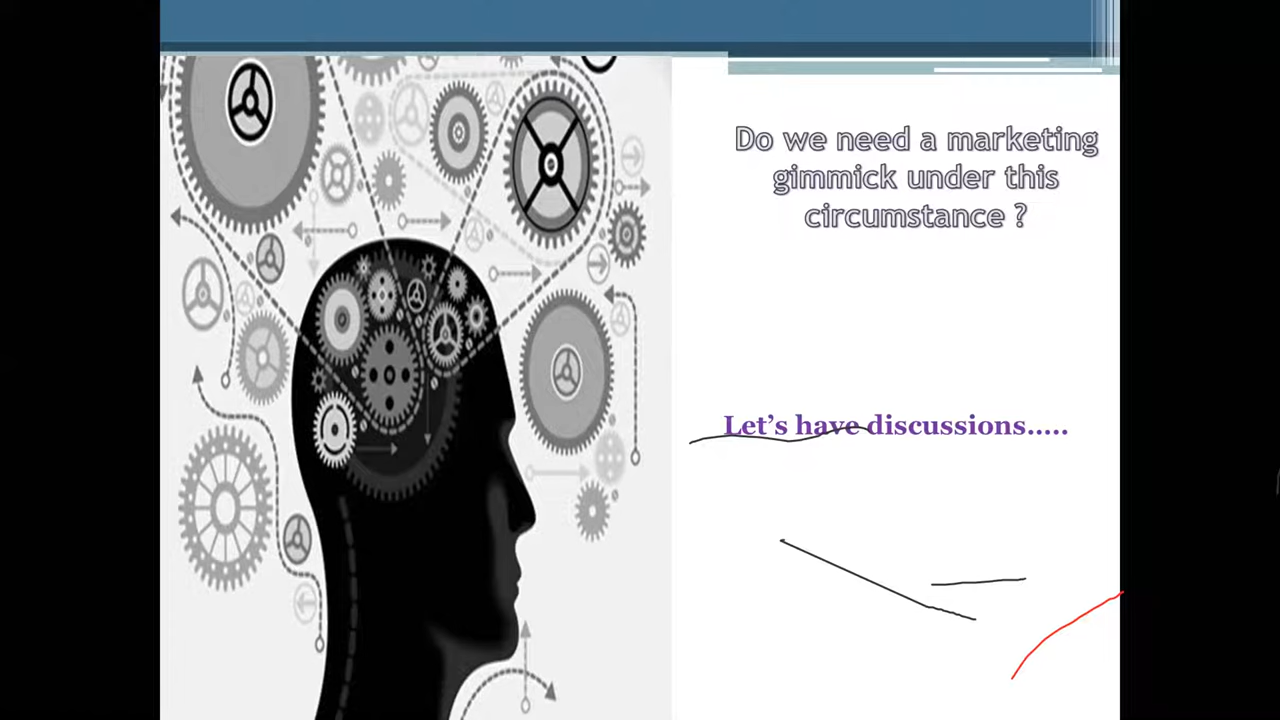 Do we need a marketing
gimmick under this
circumstance ?
Let's have discussions.....